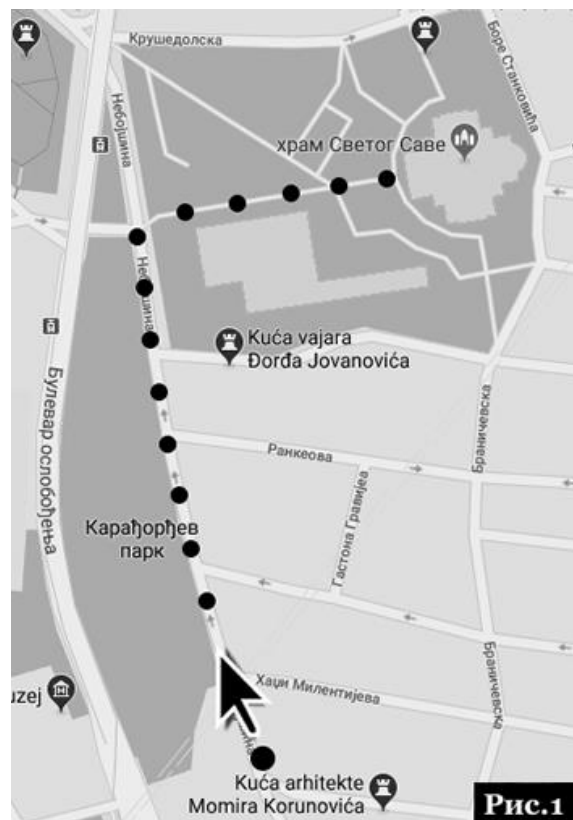 Крушедолска
Небојшина
Боре Станковића
храм Светог Саве
Небојшина
Kuća vajara
Đorđa Jovanovića
Булевар ослобођења
Ранкеова
Браничевска
Гастона Гравијеа
Карађорђев
парк
Браничевска
Хаџи Милентијева
uzej
Kuća arhitekte
Momira Korunovića
Рис.1